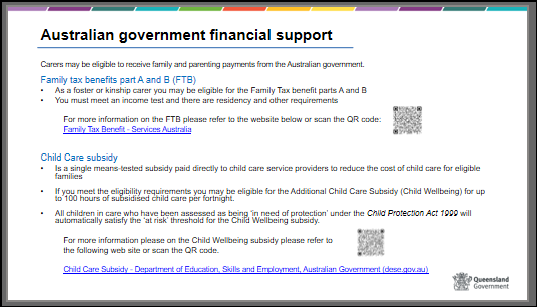 Australian government financial support
Carers may be eligible to receive family and parenting payments from the Australian government.
Family tax benefits part A and B (FTB)
• As a foster or kinship carer you may be eligible for the Family Tax benefit parts A and B
• You must meet an income test and there are residency and other requirements
For more information on the FTB please refer to the website below or scan the QR code:
Family Tax Benefit - Services Australia
Child Care subsidy
• Is a single means-tested subsidy paid directly to child care service providers to reduce the cost of child care for eligible
families
• If you meet the eligibility requirements you may be eligible for the Additional Child Care Subsidy (Child Wellbeing) for up
to 100 hours of subsidised child care per fortnight.
• All children in care who have been assessed as being 'in need of protection' under the Child Protection Act 1999 will
automatically satisfy the 'at risk' threshold for the Child Wellbeing subsidy.
For more information please on the Child Wellbeing subsidy please refer to
the following web site or scan the QR code.
Child Care Subsidy - Department of Education, Skills and Employment, Australian Government (dese.gov.au)
Queensland
Government